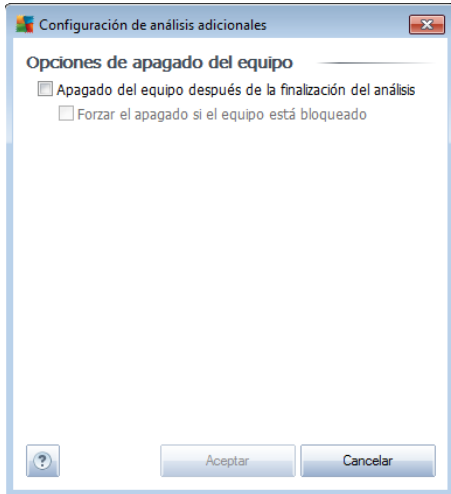 Configuración de análisis adicionales
Opciones de apagado del equipo
Apagado del equipo después de la finalización del análisis
Forzar el apagado si el equipo está bloqueado
?
Aceptar
Cancelar